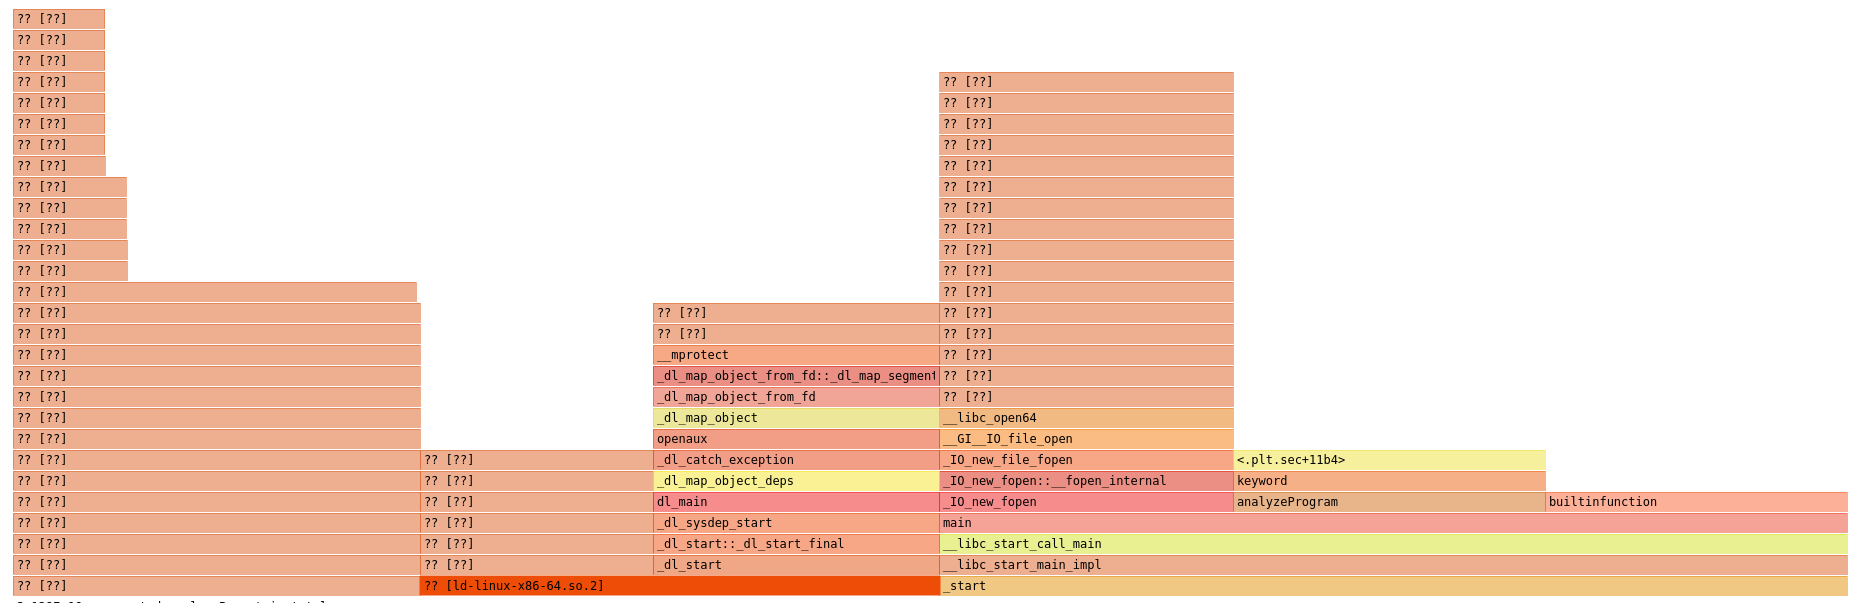 ?? [??]
?? [??]
?? [??]
?? [??] ?? [??]
?? [??] ?? [??]
?? [??] ?? [??]
?? [??] ?? [??]
?? [??] ?? [??]
?? [??] ?? [??]
?? [??] ?? [??]
?? [??] ?? [??]
?? [??] ?? [??]
?? [??] ?? [??]
?? [??] ?? [??]
?? [??] ?? [??] ?? [??]
?? [??] ?? [??] ?? [??]
?? [??] __mprotect ?? [??]
?? [??] _dl_map_object_from_fd::_dl_map_segment ?? [??]
?? [??] _dl_map_object_from_fd ?? [??]
?? [??] _dl_map_object __libc_open64
?? [??] openaux __GI__IO_file_open
?? [??] ?? [??] _dl_catch_exception _IO_new_file_fopen <.plt.sec+11b4>
?? [??] ?? [??] _dl_map_object_deps _IO_new_fopen::__fopen_internal keyword
?? [??] ?? [??] dl_main _IO_new_fopen analyzeProgram builtinfunction
?? [??] ?? [??] _dl_sysdep_start main
?? [??] ?? [??] _dl_start::_dl_start_final __libc_start_call_main
?? [??] ?? [??] _dl_start __libc_start_main_impl
?? [??] ?? [ld-linux-x86-64.so.2] _start